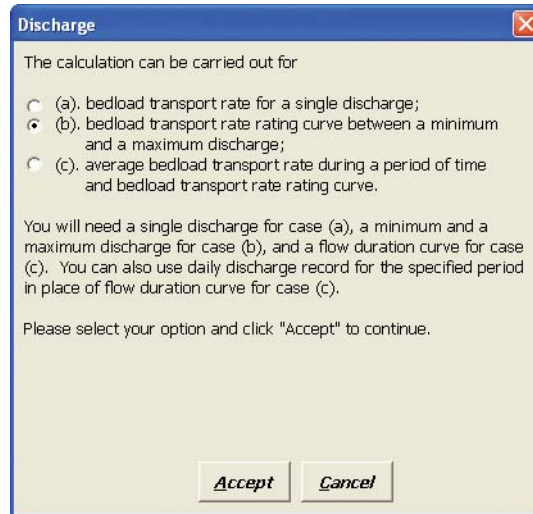 Discharge
The calculation can be carried out for
(a). bedload transport rate for a single discharge;
(b). bedload transport rate rating curve between a minimum
and a maximum discharge;
(c). average bedload transport rate during a period of time
and bedload transport rate rating curve.
You will need a single discharge for case (a), a minimum and a
maximum discharge for case (b), and a flow duration curve for case
(c). You can also use daily discharge record for the specified period
in place of flow duration curve for case (c).
Please select your option and click "Accept" to continue.
Accept Cancel